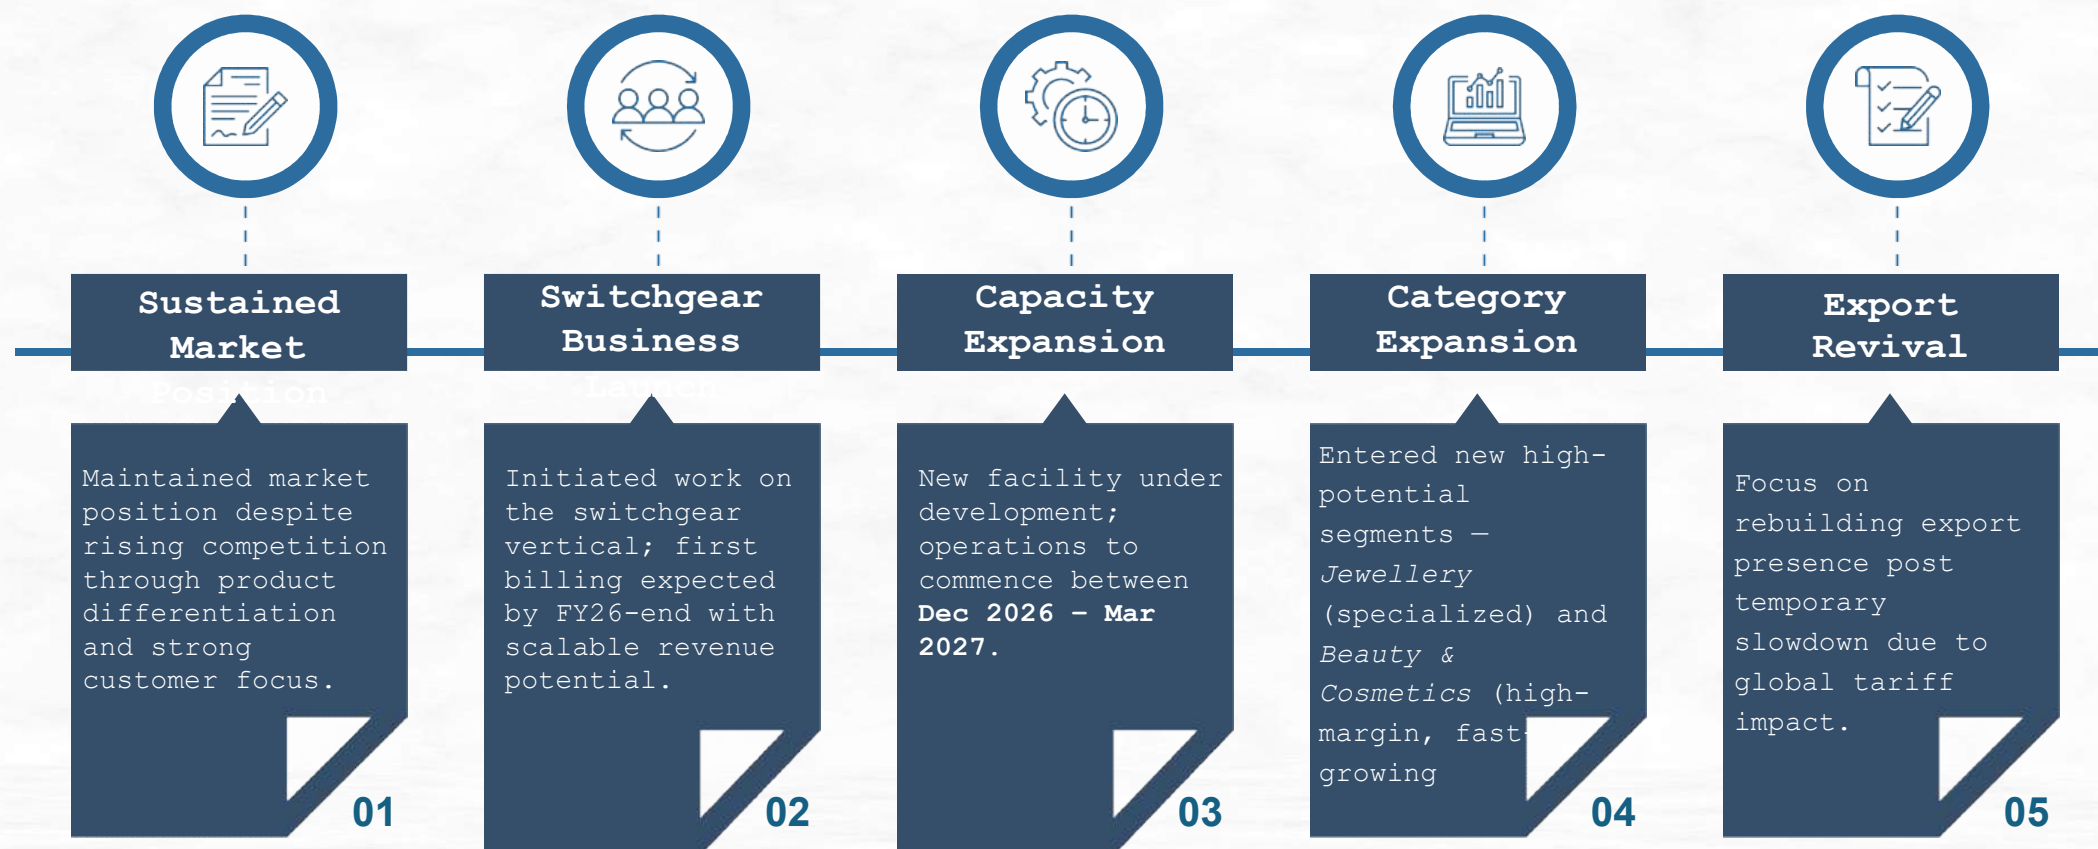 Sustained
Market
Position
Maintained market
position despite
rising competition
through product
differentiation
and strong
customer focus.
01
Switchgear
Business
Launch
Initiated work on
the switchgear
vertical; first
billing expected
by FY26-end with
scalable revenue
potential.
02
Capacity
Expansion
New facility under
development;
operations to
commence between
Dec 2026 – Mar
2027.
03
Category
Expansion
Entered new high-
potential
segments —
Jewellery
(specialized) and
Beauty &
Cosmetics (high-
margin, fast-
growing
04
Export
Revival
Focus on
rebuilding export
presence post
temporary
slowdown due to
global tariff
impact.
05